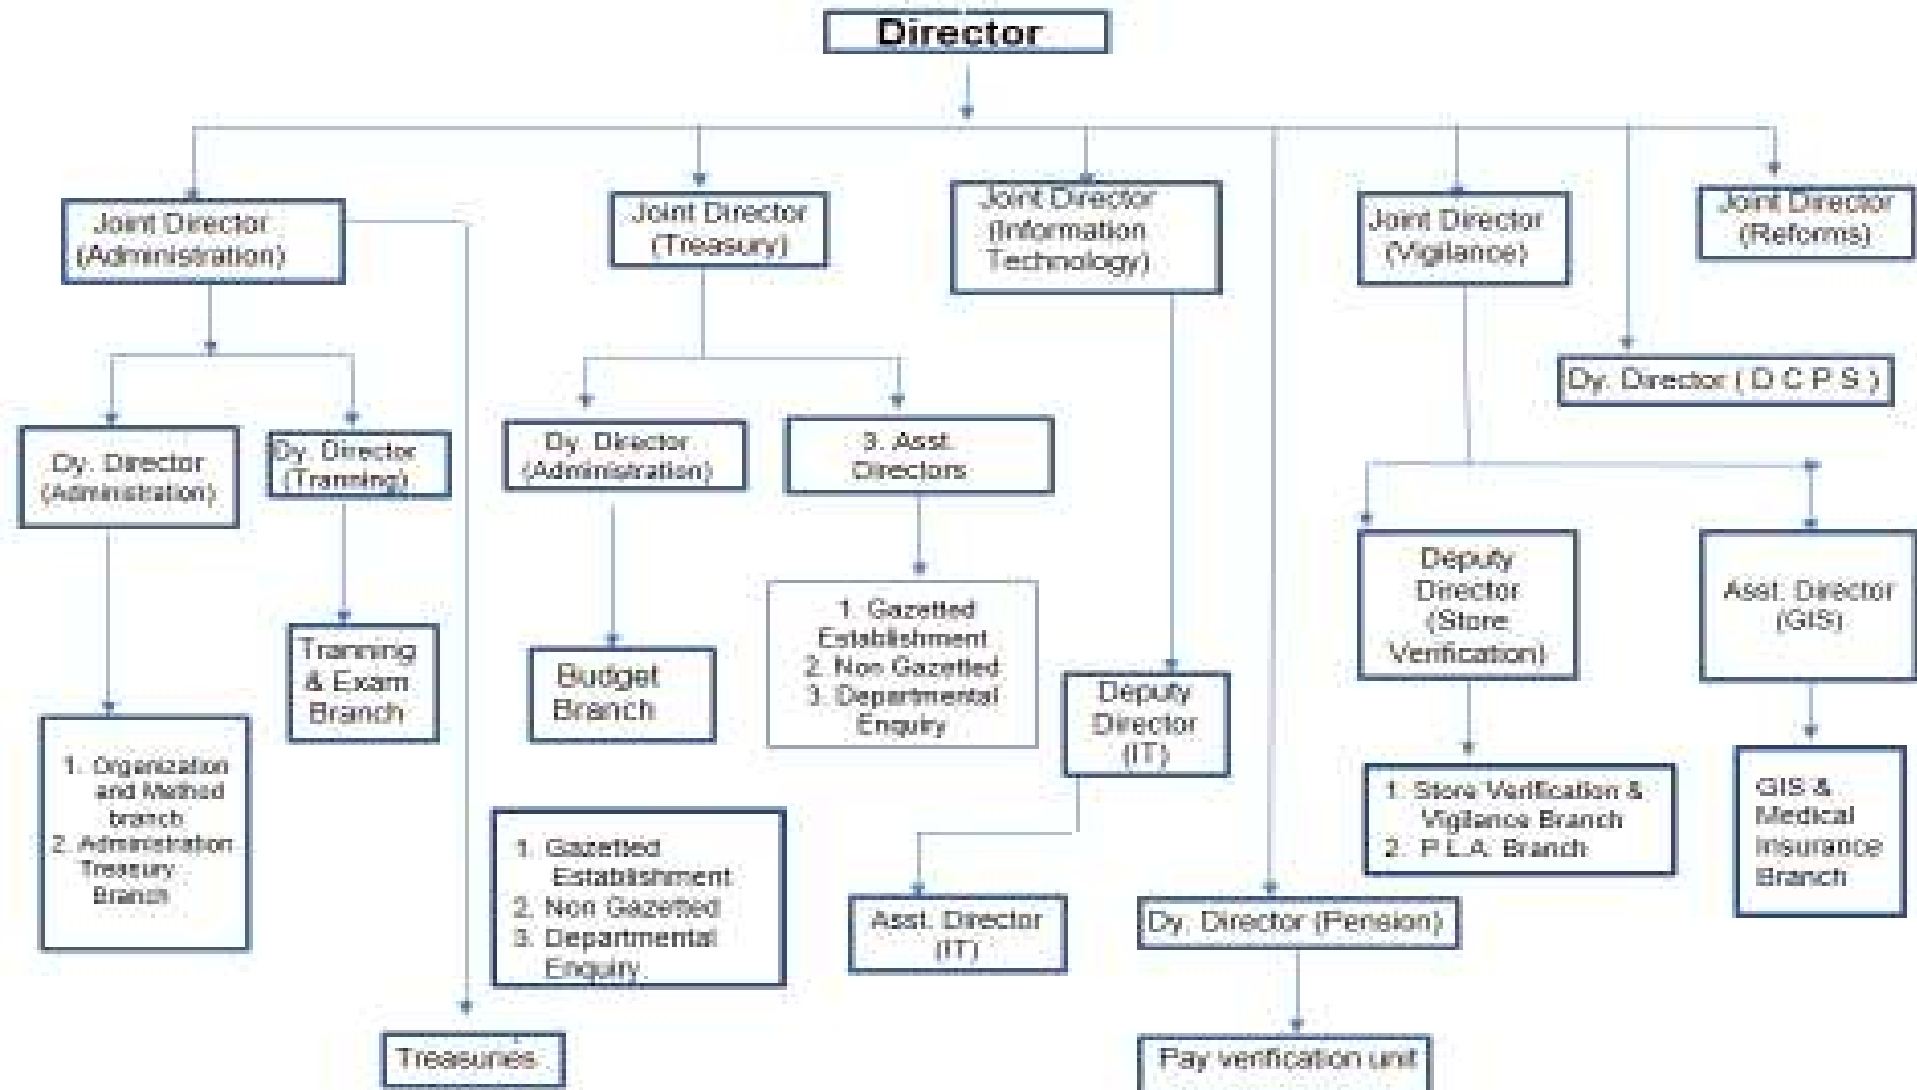 Director
Joint Director
(Administration)
Joint Director
(Treasury)
Joint Director
(Information
Technology)
Joint Director
(Vigilance)
Joint Director
(Reforms)
Dy. Director ( D C P S )
Dy. Director
(Administration)
Dy. Director
(Tranning)
Dy. Director
(Administration)
3. Asst.
Directors
Deputy
Director
(Store
Verification)
Asst. Director
(GIS)
1. Organization
and Method
branch
2. Administration
Treasury
Branch
Tranning
& Exam
Branch
Budget
Branch
1. Gazetted
Establishment
2. Non Gazetted
3. Departmental
Enquiry
Deputy
Director
(IT)
1. Store Verification &
Vigilance Branch
2. P.L.A. Branch
GIS &
Medical
Insurance
Branch
1. Gazetted
Establishment
2. Non Gazetted
3. Departmental
Enquiry
Asst. Director
(IT)
Dy. Director (Pension)
Treasuries
Pay verification unit